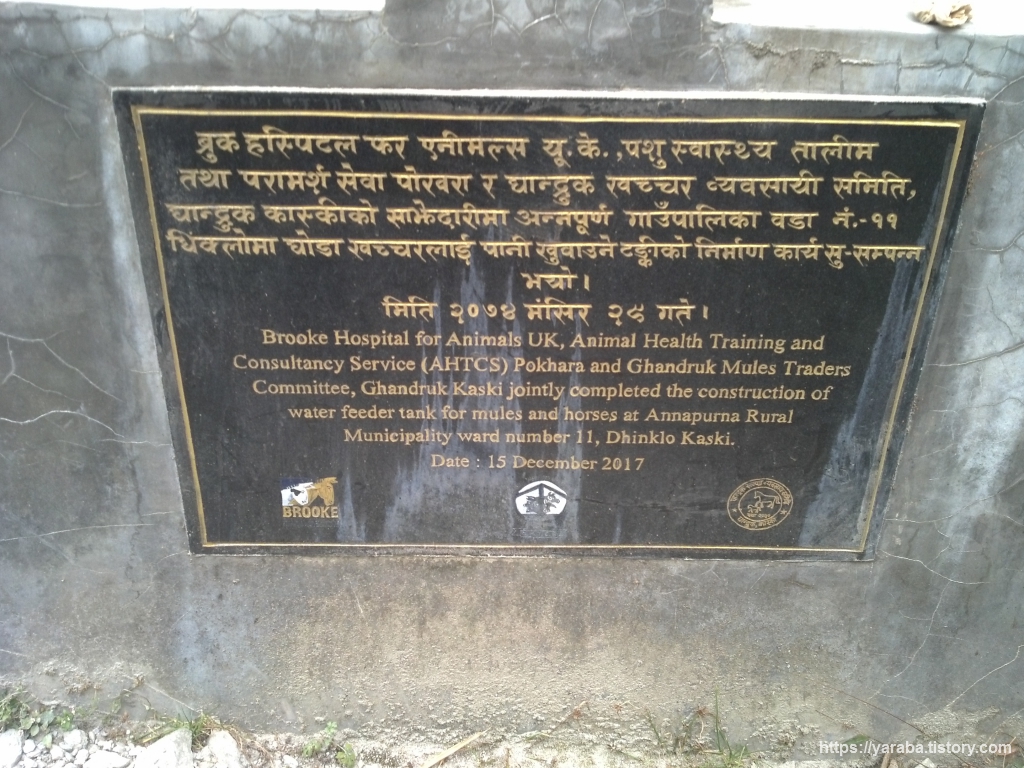 ब्रुक हस्पिटल फर एनीमल्स यू.के.,पशु स्वास्थ्य तालीम
तथा परामर्श सेवा पोखरा र घान्द्रुक खच्चर व्यवसायी समिति,
घान्द्रुक कास्कीको साझेदारीमा अन्नपूर्ण गाउँपालिका वडा नं.-११
धिंक्लोमा घोडा खच्चरलाई पानी खुवाउने टङ्कीको निर्माण कार्य सु-सम्पन्न
भयो।
मिति २०७४ मंसिर २९ गते।
Brooke Hospital for Animals UK, Animal Health Training and
Consultancy Service (AHTCS) Pokhara and Ghandruk Mules Traders
Committee, Ghandruk Kaski jointly completed the construction of
water feeder tank for mules and horses at Annapurna Rural
Municipality ward number 11, Dhinklo Kaski.
Date : 15 December 2017
BROOKE
https://yaraba.tistory.com